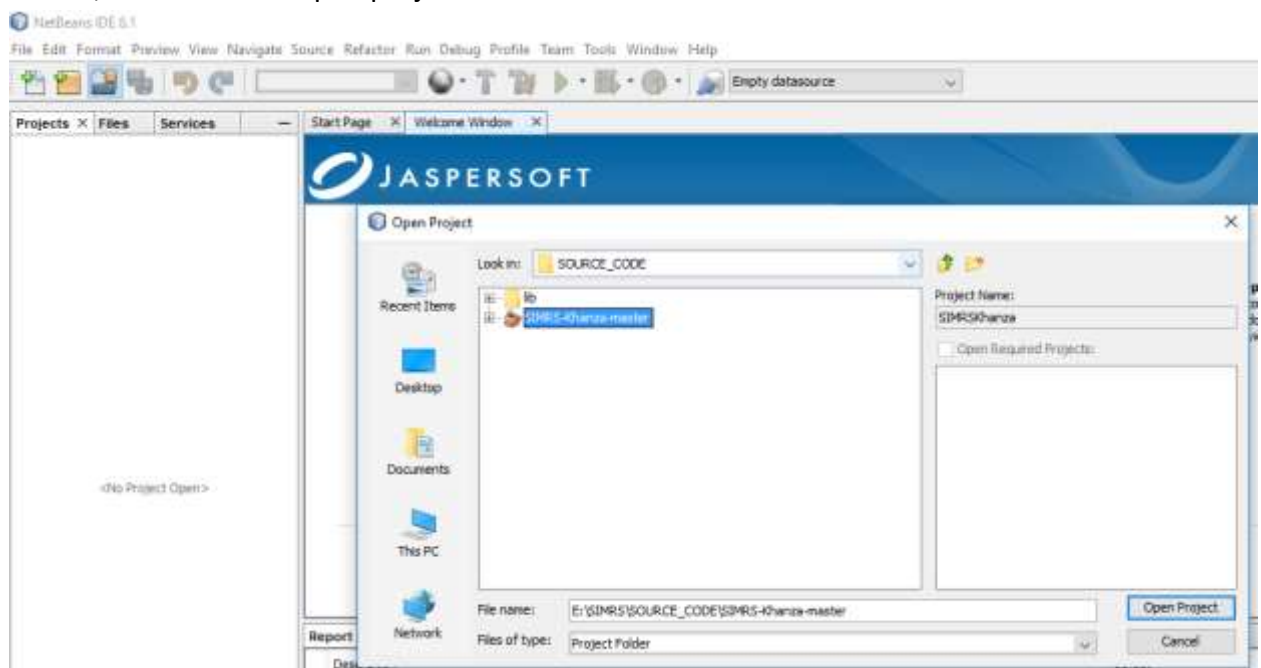 NetBeans IDE 8.1
File Edit Format Preview View Navigate Source Refactor Run Debug Profile Team Tools Window Help
Empty datasource
Projects Files Services
Start Page Welcome Window
JASPERSOFT
Open Project
Look in: SOURCE_CODE
lib
SIMRS-Khanza-master
Project Name:
SIMRSKhanza
Open Required Projects:
Recent Items
Desktop
Documents
This PC
Network
<No Project Open>
File name: E:\SIMRS\SOURCE_CODE\SIMRS-Khanza-master
Open Project
Files of type: Project Folder
Cancel
Report